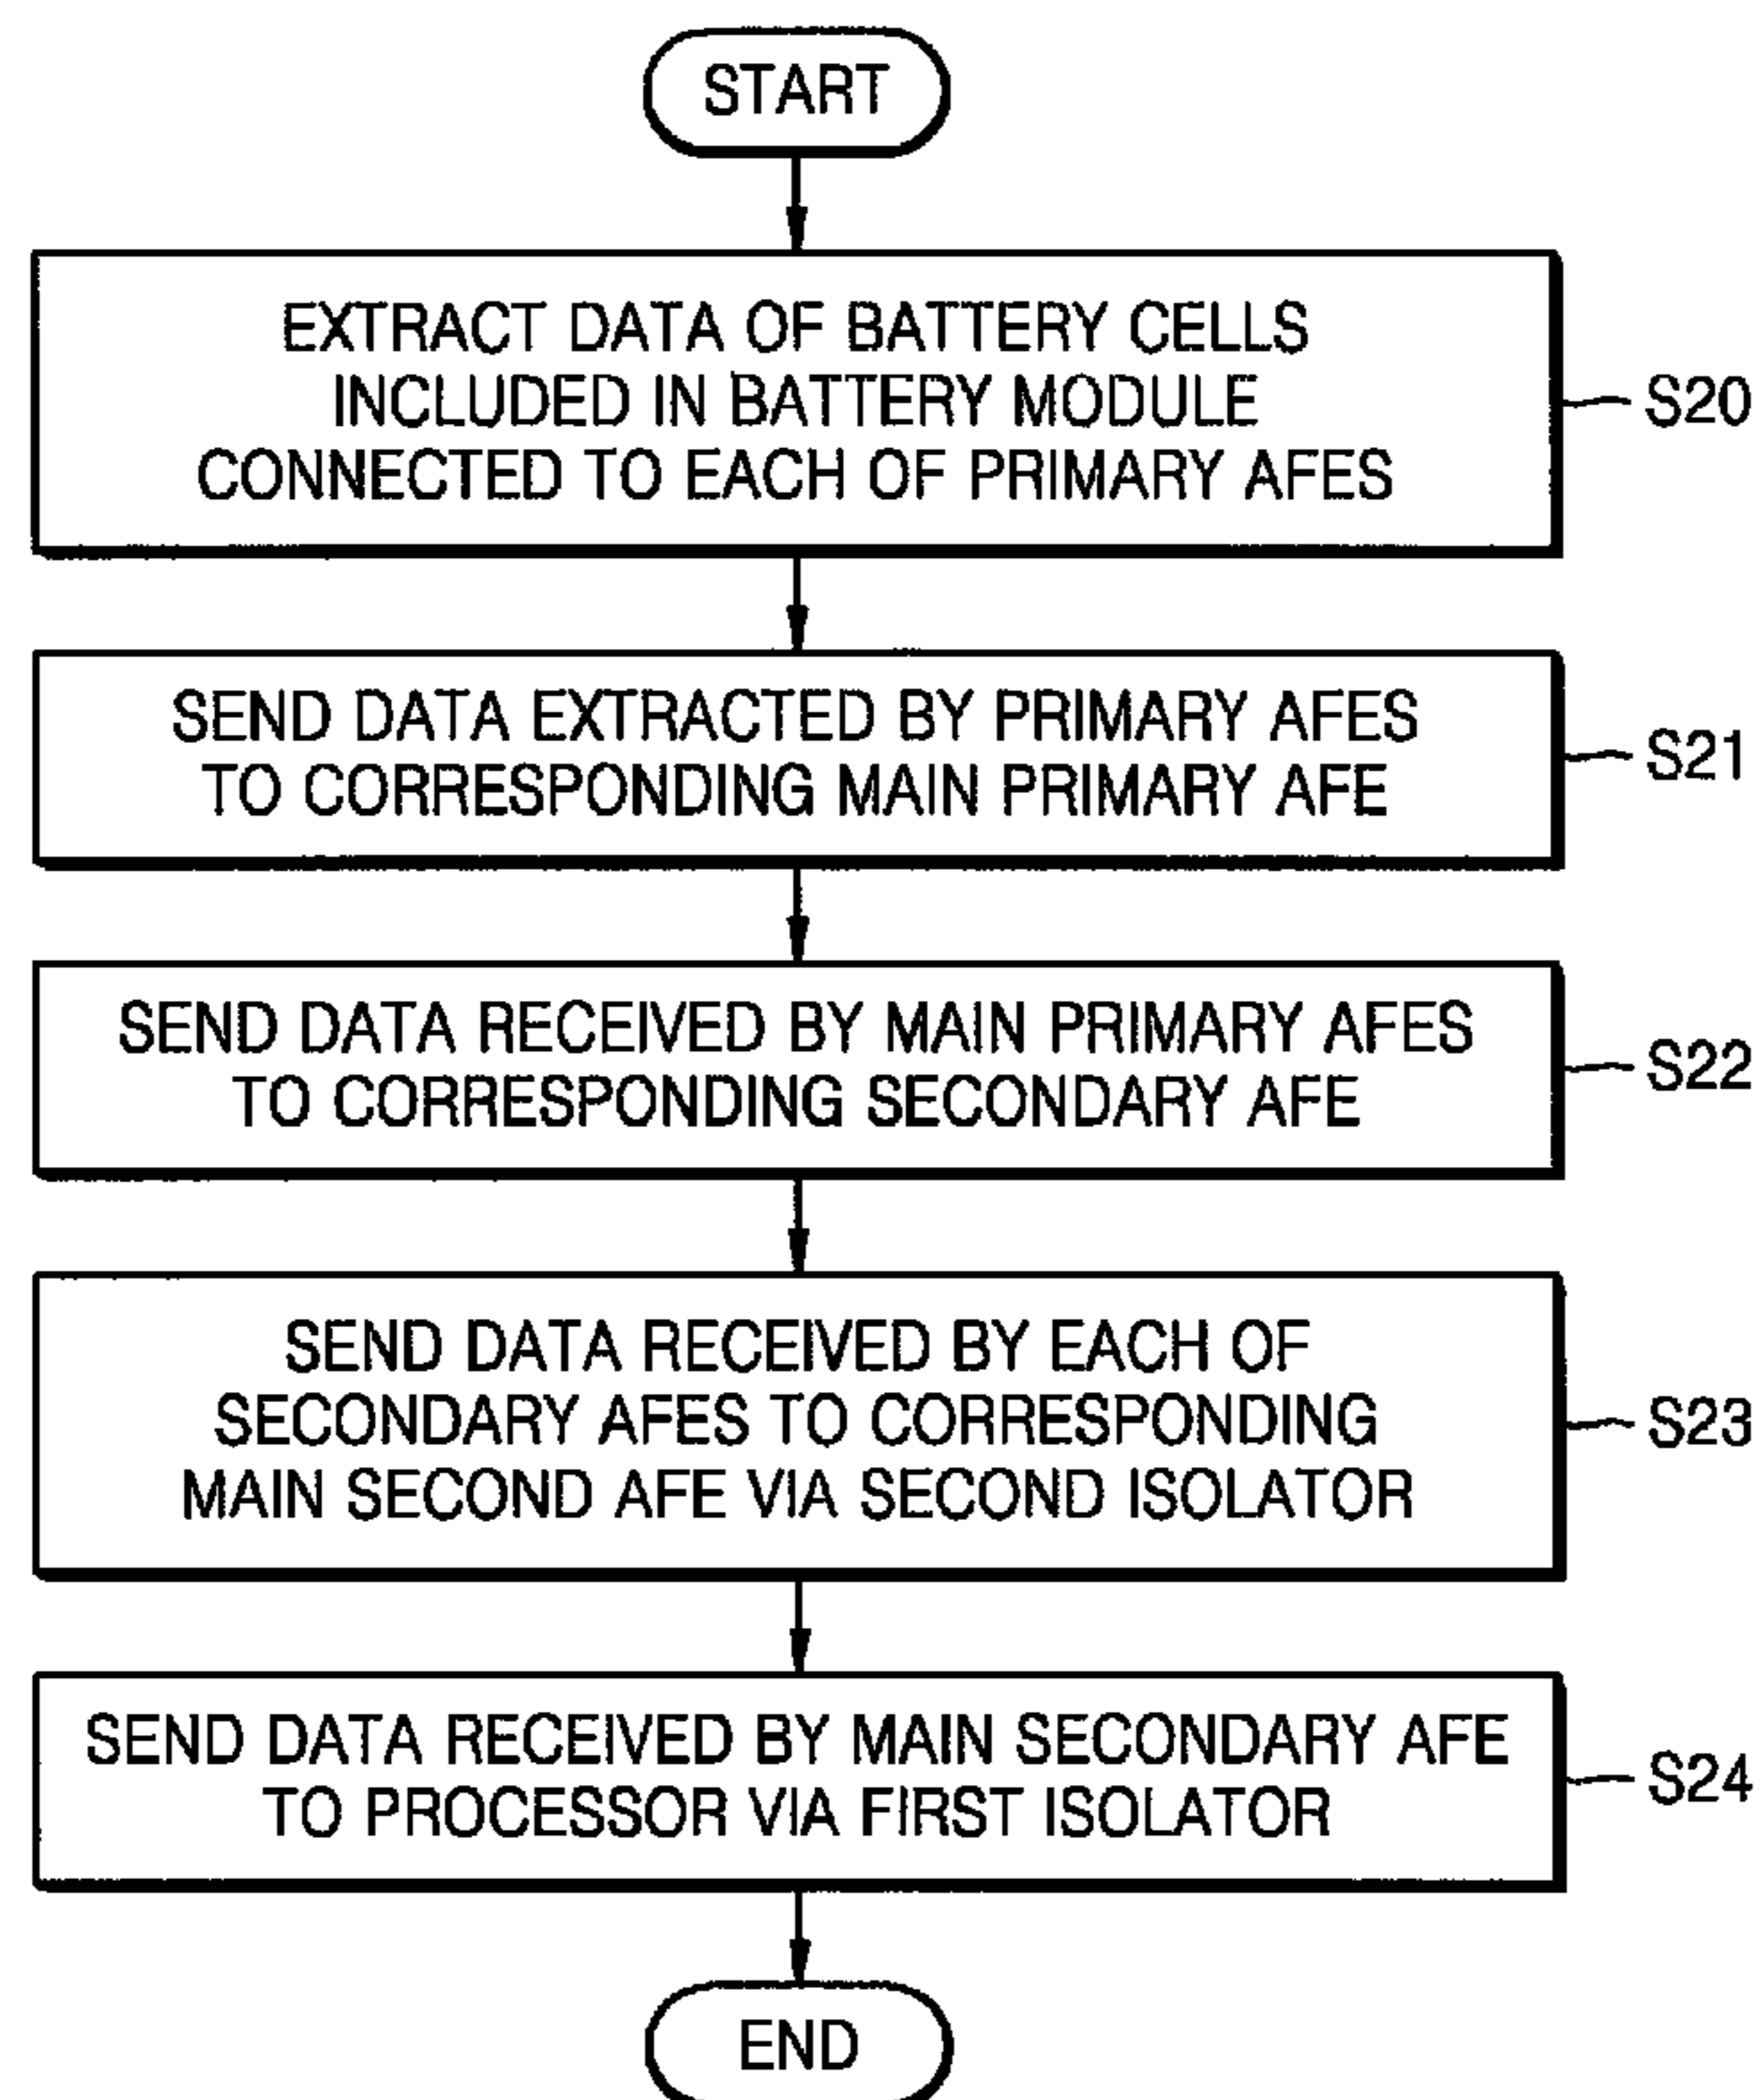 START
EXTRACT DATA OF BATTERY CELLS
INCLUDED IN BATTERY MODULE
CONNECTED TO EACH OF PRIMARY AFES
S20
SEND DATA EXTRACTED BY PRIMARY AFES
TO CORRESPONDING MAIN PRIMARY AFE
S21
SEND DATA RECEIVED BY MAIN PRIMARY AFES
TO CORRESPONDING SECONDARY AFE
S22
SEND DATA RECEIVED BY EACH OF
SECONDARY AFES TO CORRESPONDING
MAIN SECOND AFE VIA SECOND ISOLATOR
S23
SEND DATA RECEIVED BY MAIN SECONDARY AFE
TO PROCESSOR VIA FIRST ISOLATOR
S24
END